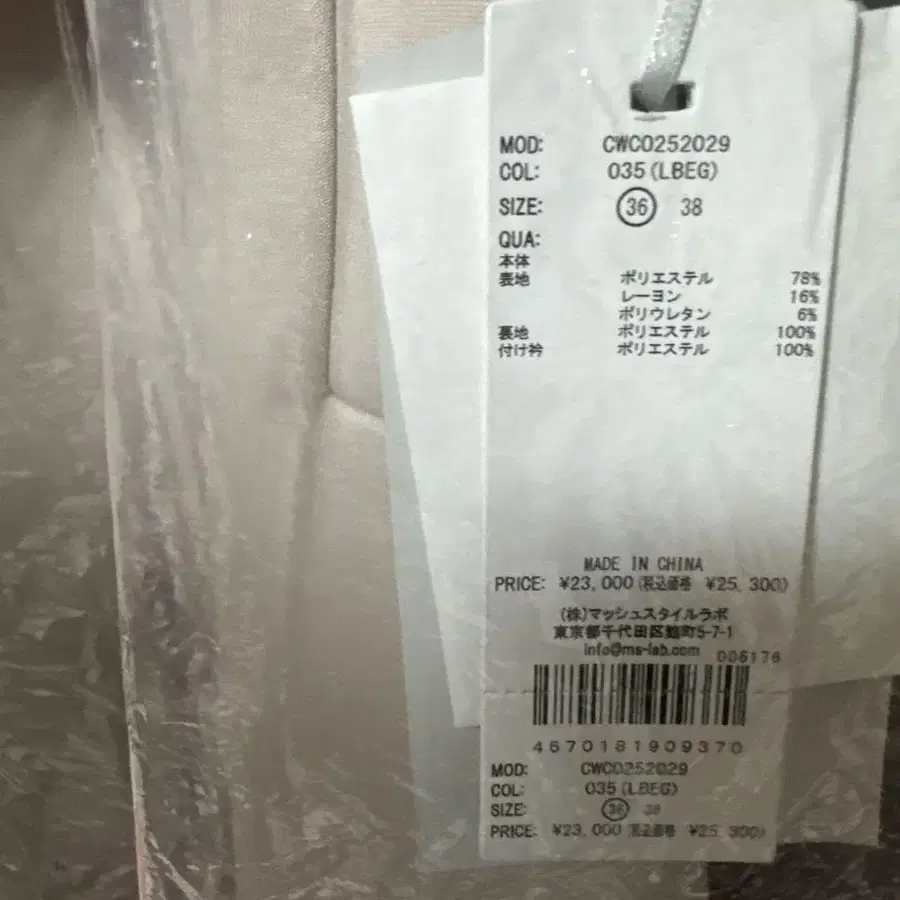 MOD: CWCO252029
COL: 035(LBEG)
SIZE: 36 38
QUA:
本体
表地 ポリエステル 78%
レーヨン 16%
ポリウレタン 6%
裏地 ポリエステル 100%
付け衿 ポリエステル 100%
MADE IN CHINA
PRICE: ¥23,000(税込価格 ¥25,300)
(株)マッシュスタイルラボ
東京都千代田区麹町5-7-1
info@ms-lab.com 006176
4570181909370
MOD: CWCO252029
COL: 035(LBEG)
SIZE: 36 38
PRICE: ¥23,000(税込価格 ¥25,300)